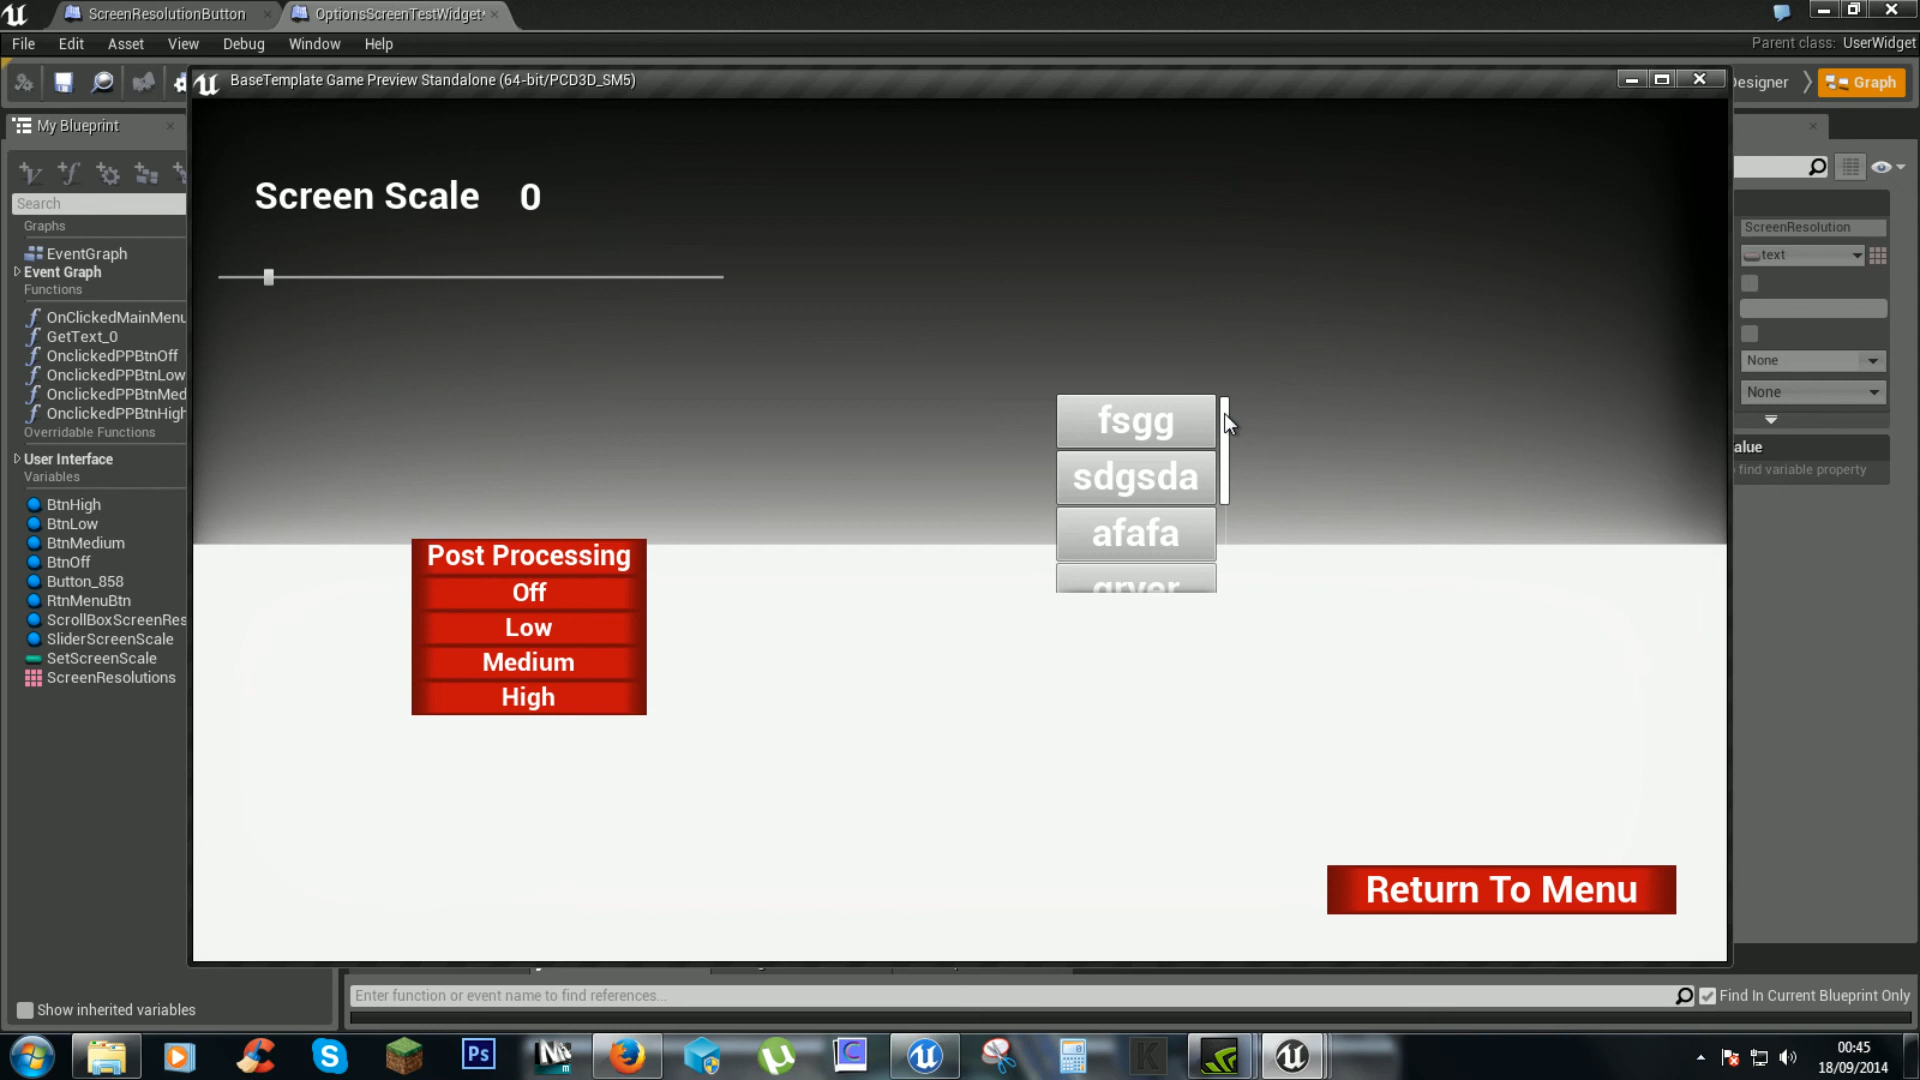 ScreenResolutionButton
OptionsScreenTestWidget*
File Edit Asset View Debug Window Help
Parent class: UserWidget
BaseTemplate Game Preview Standalone (64-bit/PCD3D_SM5)
Designer
Graph
My Blueprint
Search
Graphs
EventGraph
Event Graph
Functions
OnClickedMainMenu
GetText_0
OnclickedPPBtnOff
OnclickedPPBtnLow
OnclickedPPBtnMed
OnclickedPPBtnHigh
Overridable Functions
User Interface
Variables
BtnHigh
BtnLow
BtnMedium
BtnOff
Button_858
RtnMenuBtn
ScrollBoxScreenRes
SliderScreenScale
SetScreenScale
ScreenResolutions
Show inherited variables
Screen Scale 0
fsgg
sdgsda
afafa
Post Processing
Off
Low
Medium
High
Return To Menu
ScreenResolution
text
None
None
alue
find variable property
Enter function or event name to find references...
Find In Current Blueprint Only
Ps
00:45
18/09/2014